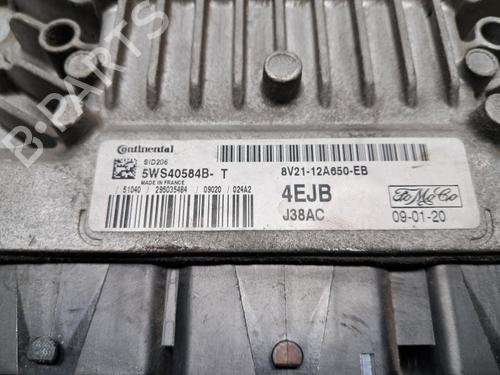 B-PARTS
Continental
SID206
5WS40584B- T
MADE IN FRANCE
8V21-12A650-EB
/ 51040 / 295035484 / 09020 / 024A2
4EJB
J38AC
FoMoCo
09-01-20